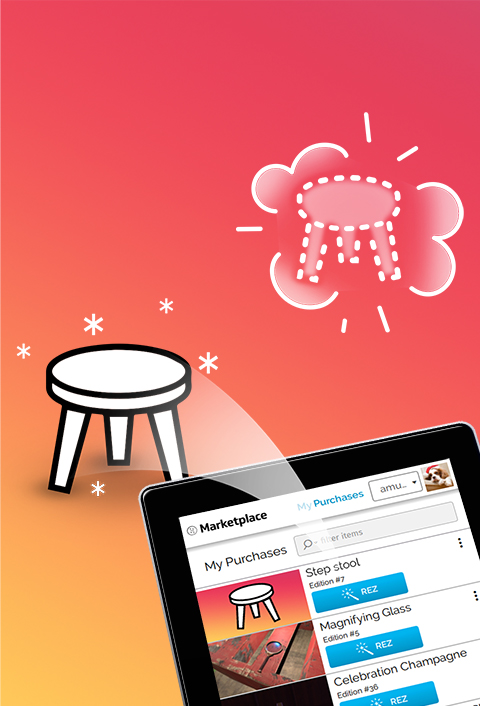 Marketplace
My Purchases
amu..
My Purchases
filter items
Step stool
Edition #7
REZ
Magnifying Glass
Edition #5
REZ
Celebration Champagne
Edition #36
REZ